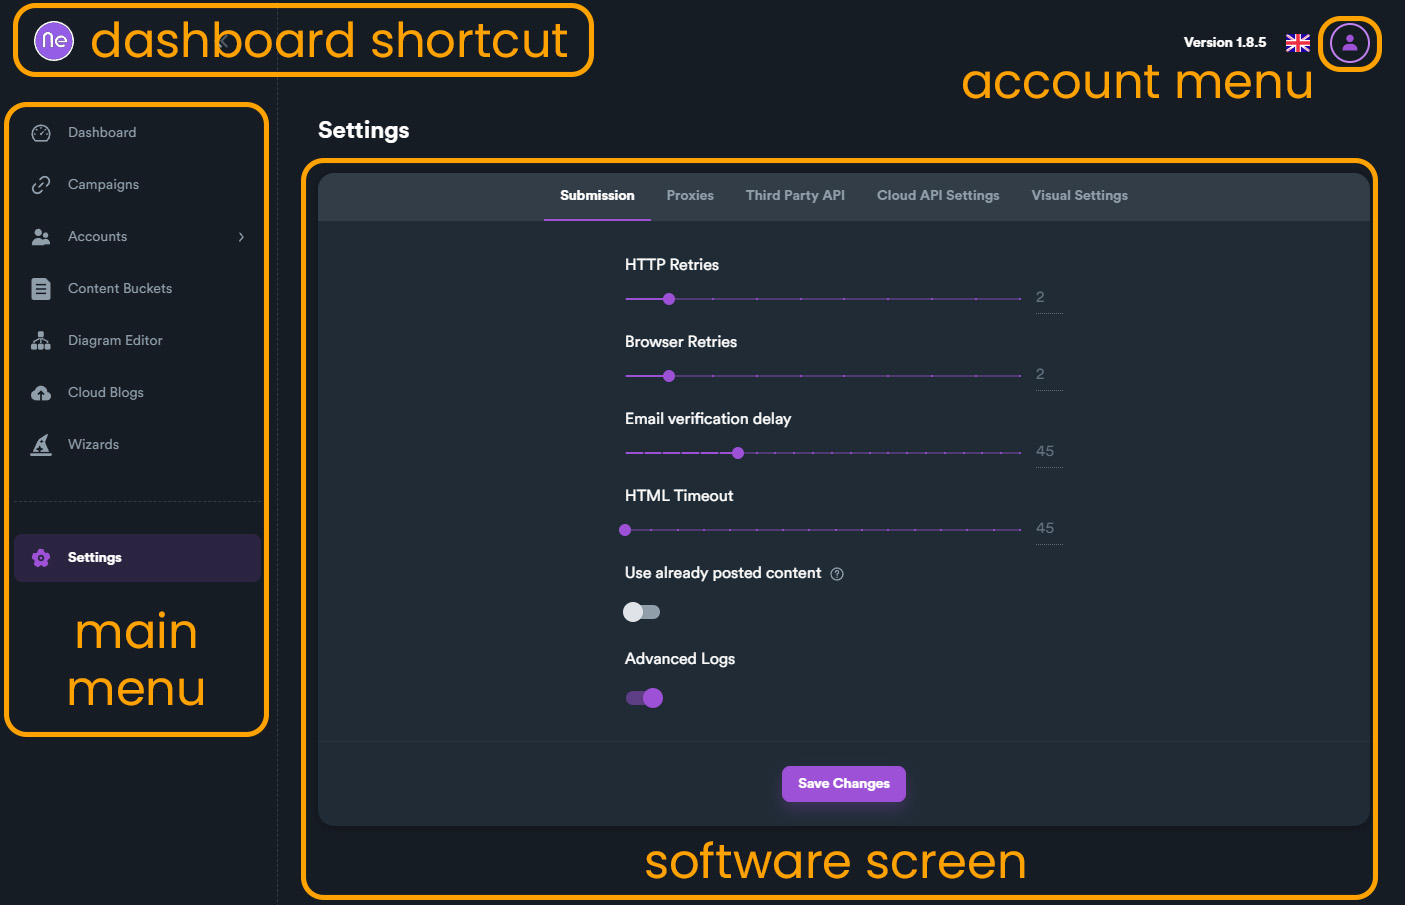 Ne dashboard shortcut
Version 1.8.5
account menu
Dashboard
Campaigns
Accounts
Content Buckets
Diagram Editor
Cloud Blogs
Wizards
Settings
main
menu
Settings
Submission Proxies Third Party API Cloud API Settings Visual Settings
HTTP Retries
2
Browser Retries
2
Email verification delay
45
HTML Timeout
45
Use already posted content ?
Advanced Logs
Save Changes
software screen